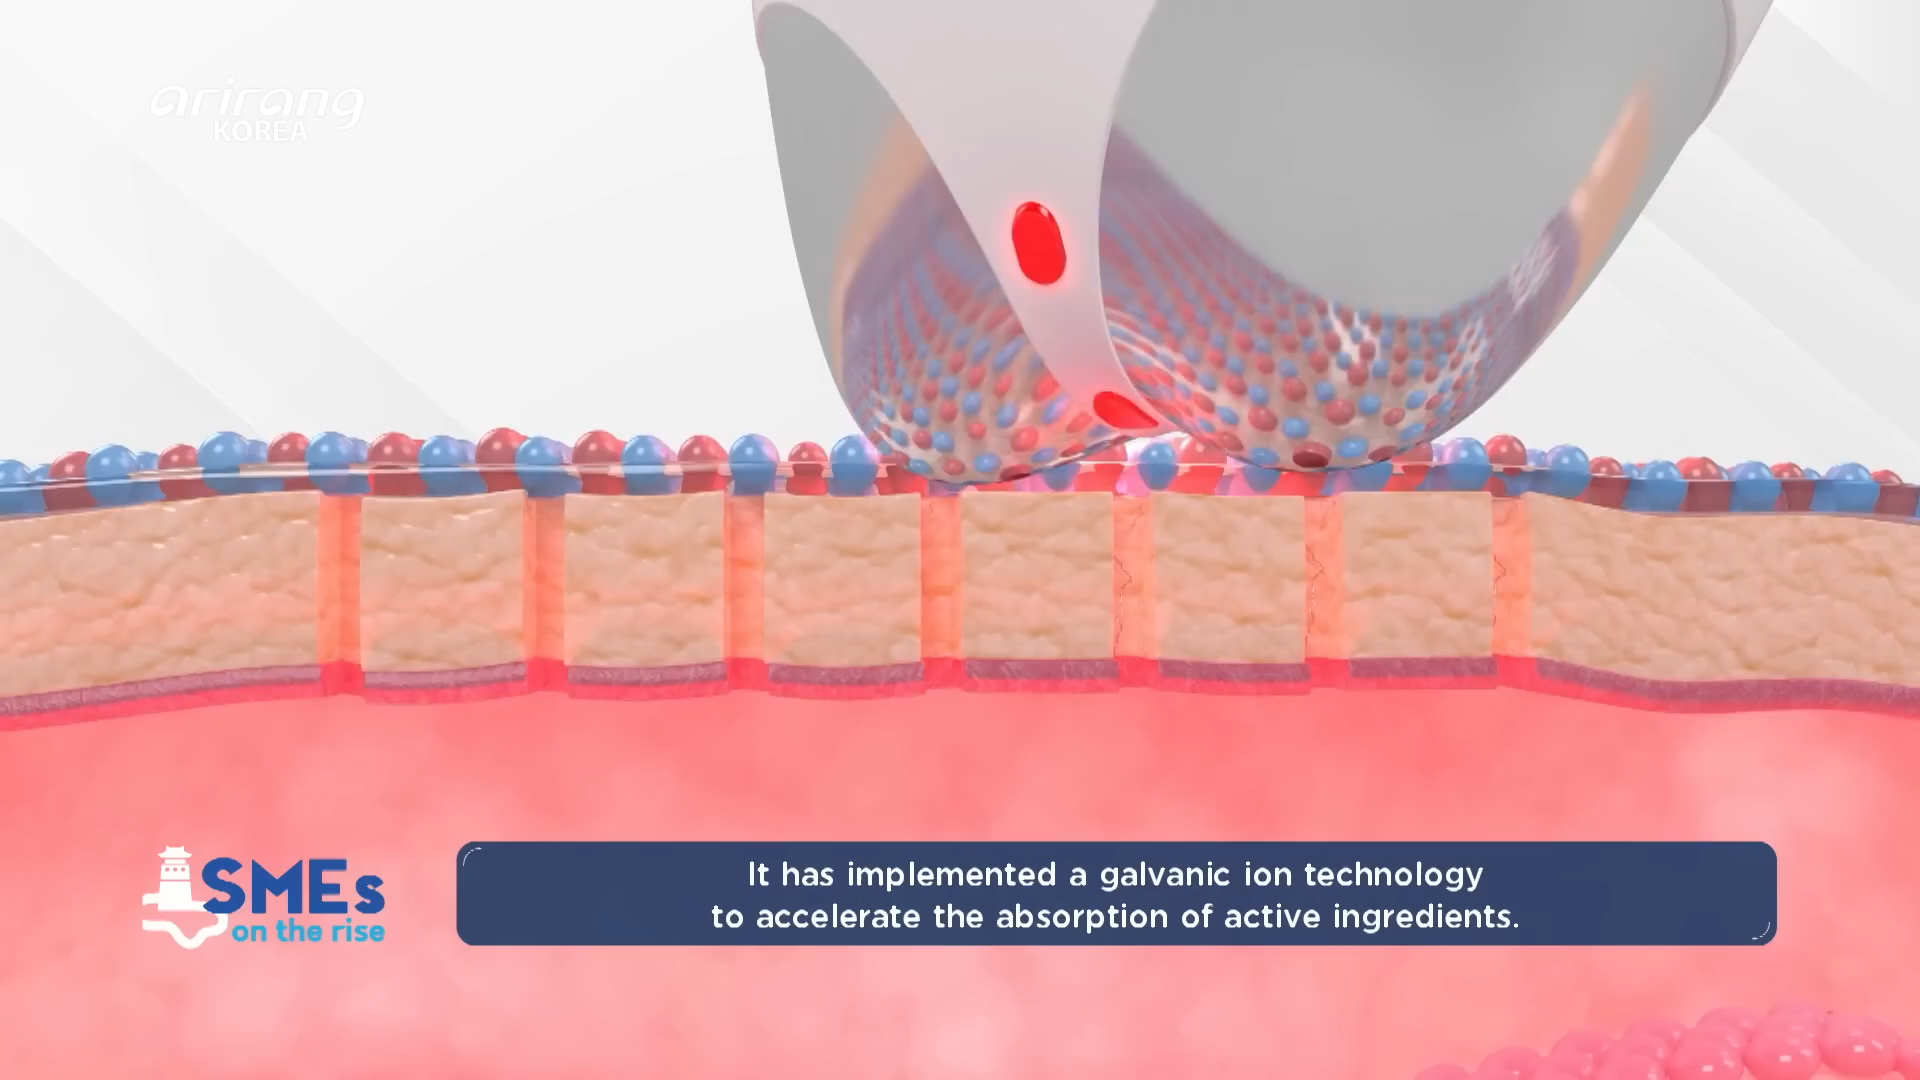 arirang
KOREA
SMEs
on the rise
It has implemented a galvanic ion technology
to accelerate the absorption of active ingredients.